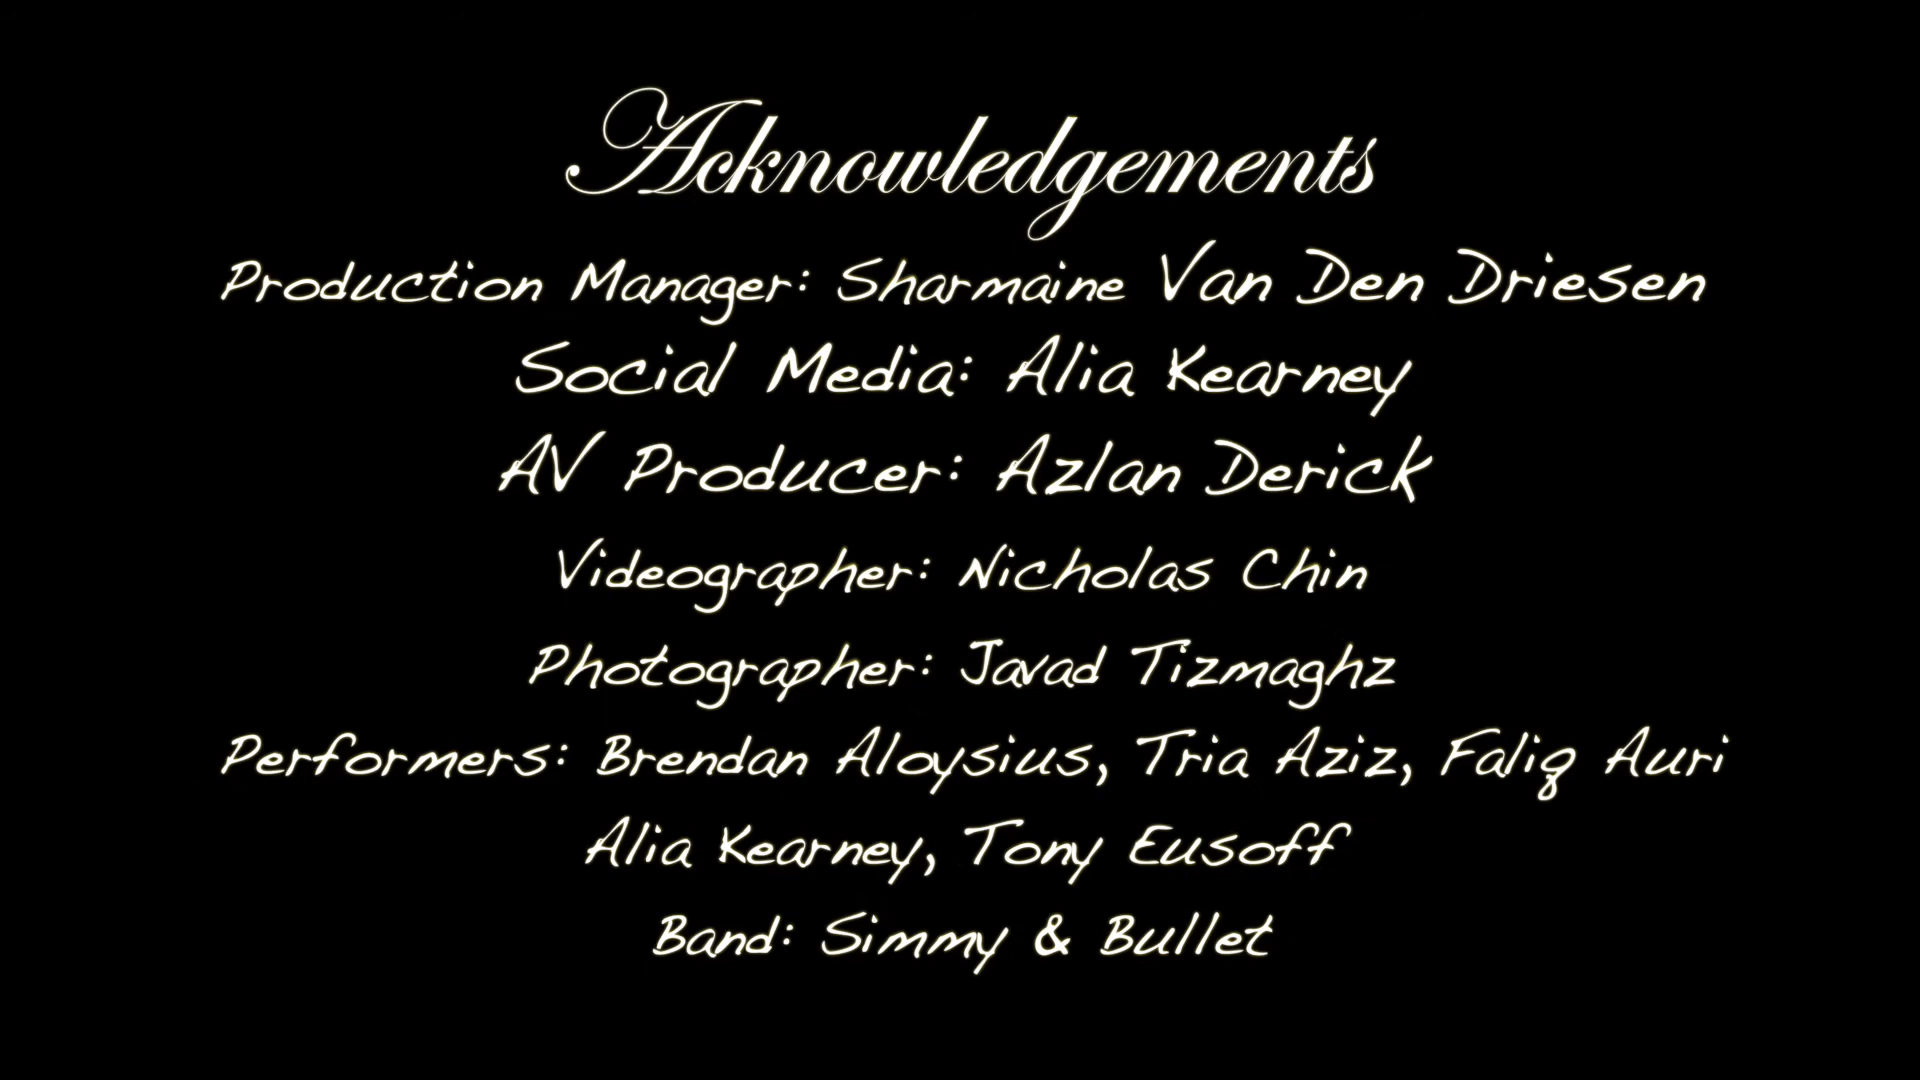 Acknowledgements
Production Manager: Sharmaine Van Den Driesen
Social Media: Alia Kearney
AV Producer: Azlan Derick
Videographer: Nicholas Chin
Photographer: Javad Tizmaghz
Performers: Brendan Aloysius, Tria Aziz, Faliq Auri
Alia Kearney, Tony Eusoff
Band: Simmy & Bullet